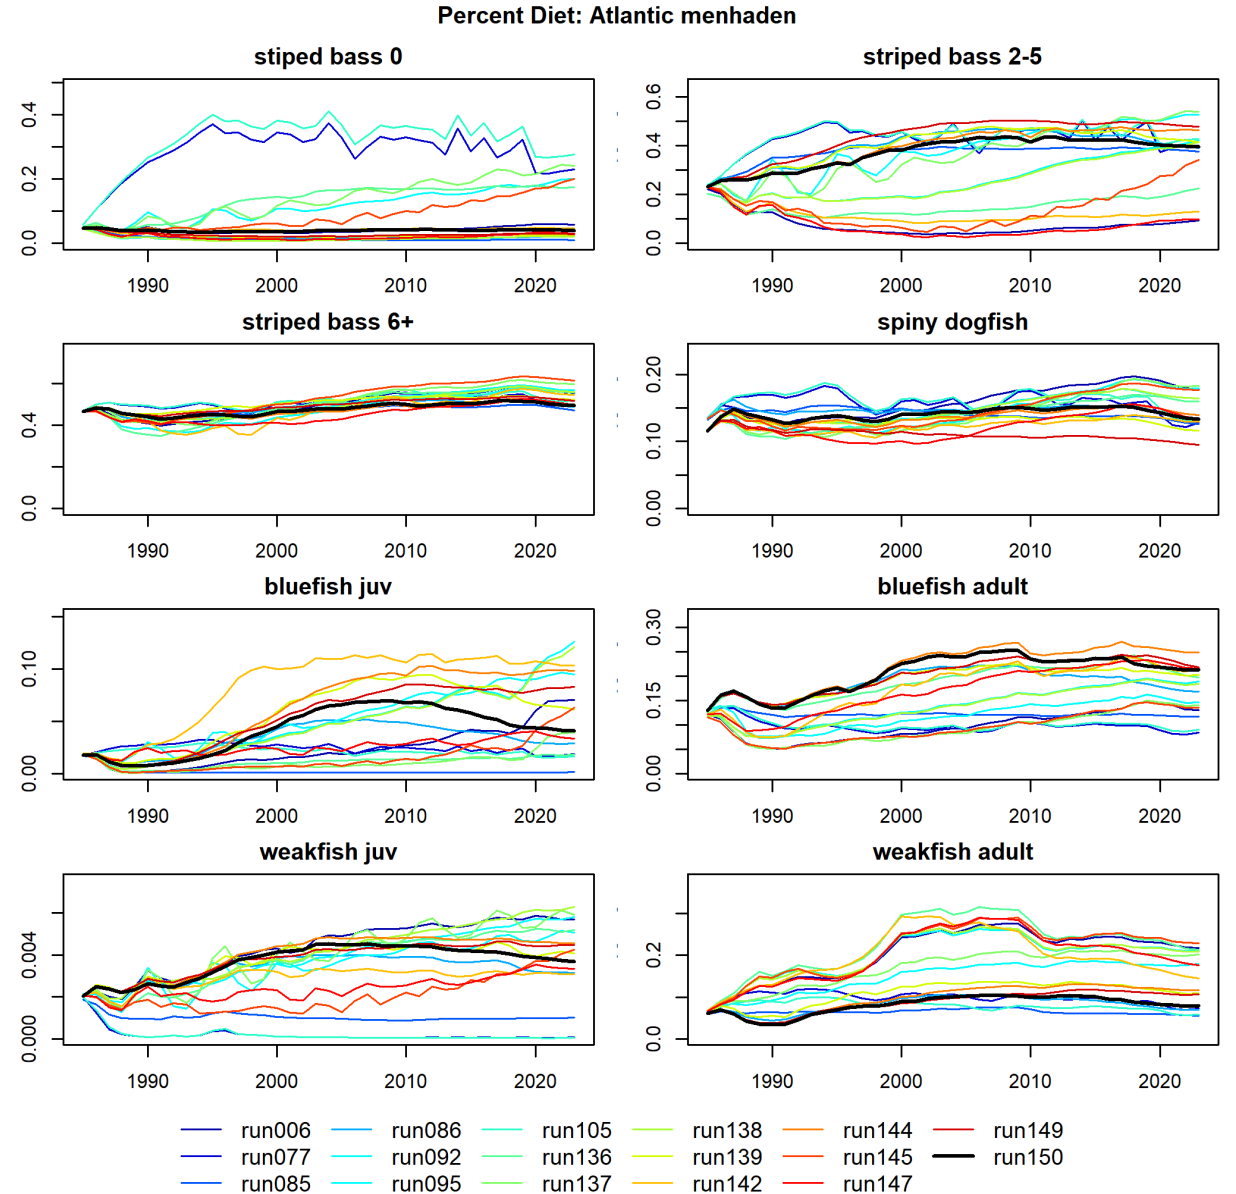 Percent Diet: Atlantic menhaden
stiped bass 0
striped bass 2-5
0.0 0.2 0.4
0.0 0.2 0.4 0.6
1990 2000 2010 2020
1990 2000 2010 2020
striped bass 6+
spiny dogfish
0.0 0.4
0.00 0.10 0.20
1990 2000 2010 2020
1990 2000 2010 2020
bluefish juv
bluefish adult
0.00 0.10
0.00 0.15 0.30
1990 2000 2010 2020
1990 2000 2010 2020
weakfish juv
weakfish adult
0.000 0.004
0.0 0.2
1990 2000 2010 2020
1990 2000 2010 2020
run006 run086 run105 run138 run144 run149
run077 run092 run136 run139 run145 run150
run085 run095 run137 run142 run147